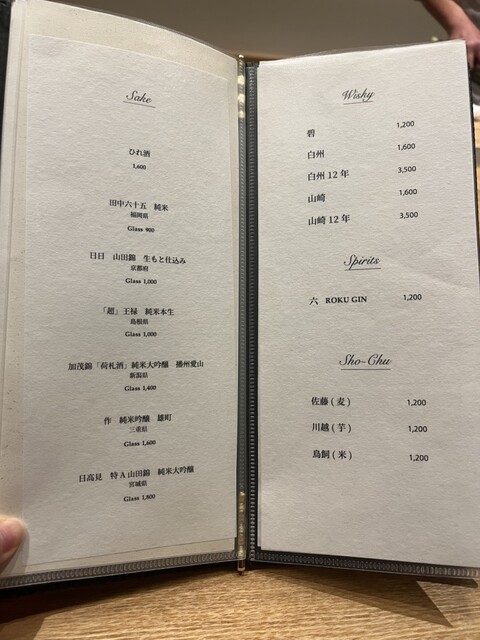 Sake
ひれ酒
1,600
田中六十五 純米
福岡県
Glass 900
日日 山田錦 生もと仕込み
京都府
Glass 1,000
「超」王祿 純米本生
島根県
Glass 1,000
加茂錦「荷札酒」純米大吟醸 播州愛山
新潟県
Glass 1,400
作 純米吟醸 雄町
三重県
Glass 1,600
日高見 特A山田錦 純米大吟醸
宮城県
Glass 1,800
Wisky
碧 1,200
白州 1,600
白州 12 年 3,500
山崎 1,600
山崎 12 年 3,500
Spirits
六 ROKU GIN 1,200
Sho-Chu
佐藤 ( 麦 ) 1,200
川越 ( 芋 ) 1,200
鳥飼 ( 米 ) 1,200